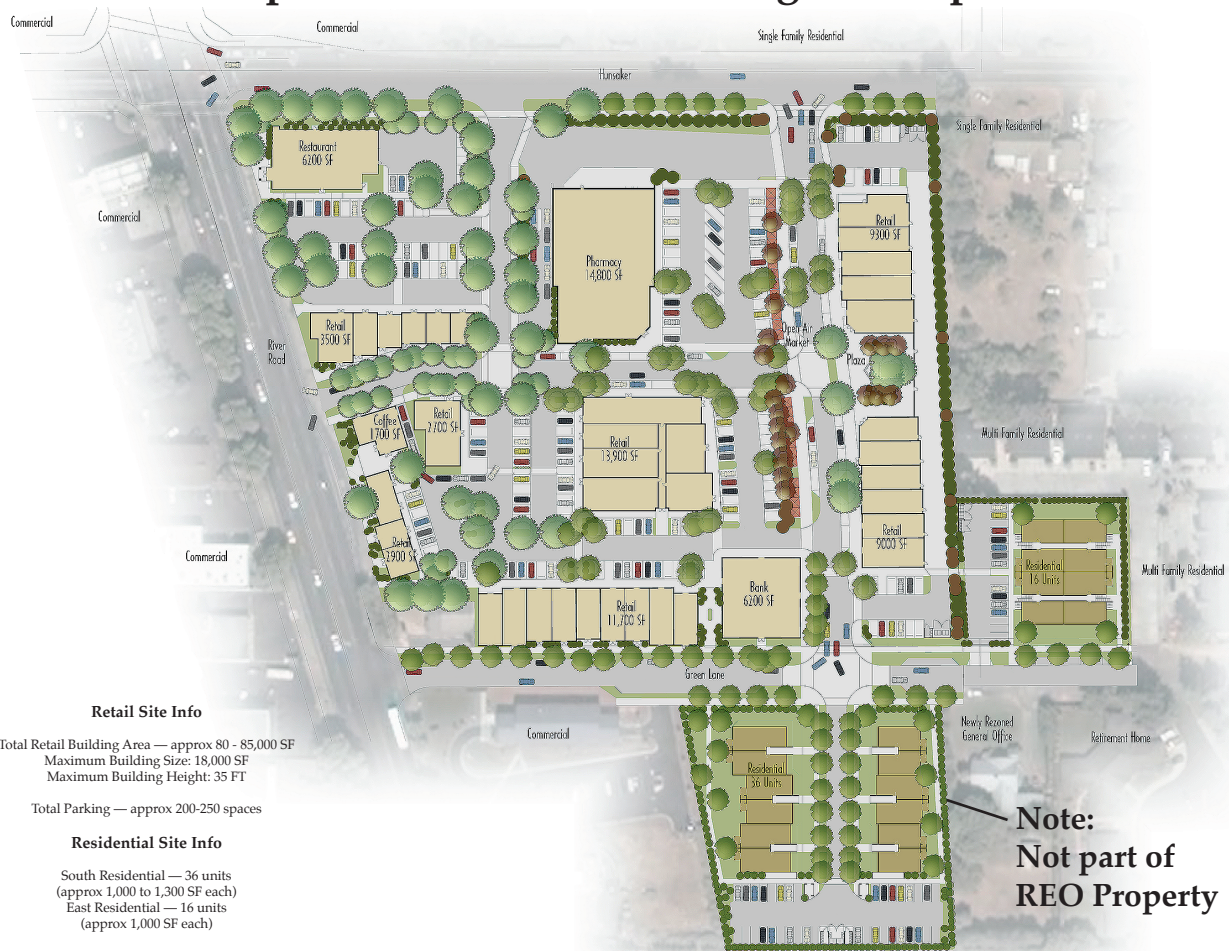 Commercial
Commercial
Single Family Residential
Hunsaker
Single Family Residential
Restaurant
6200 SF
Commercial
Retail
9300 SF
Pharmacy
14,800 SF
Retail
3500 SF
River
Road
Open Air
Market
Plaza
Coffee
1700 SF
Retail
2700 SF
Retail
13,900 SF
Multi Family Residential
Retail
2900 SF
Commercial
Retail
9000 SF
Residential
16 Units
Multi Family Residential
Retail
11,700 SF
Bank
6200 SF
Green Lane
Commercial
Newly Rezoned
General Office
Retirement Home
Residential
36 Units
Retail Site Info
Total Retail Building Area — approx 80 - 85,000 SF
Maximum Building Size: 18,000 SF
Maximum Building Height: 35 FT
Total Parking — approx 200-250 spaces
Residential Site Info
South Residential — 36 units
(approx 1,000 to 1,300 SF each)
East Residential — 16 units
(approx 1,000 SF each)
Note:
Not part of
REO Property